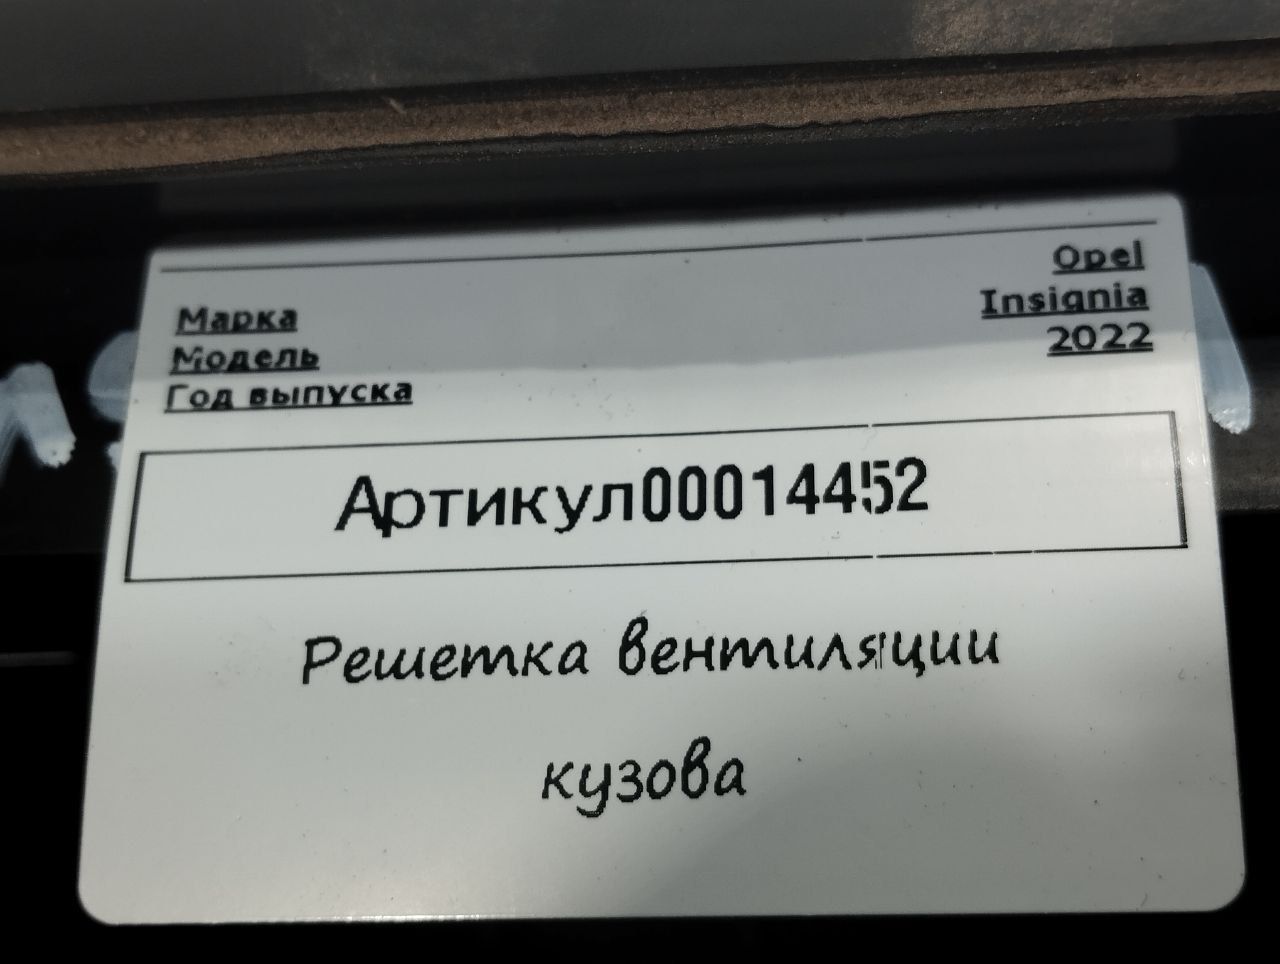 Марка Opel
Модель Insignia
Год выпуска 2022
Артикул00014452
Решетка вентиляции
кузова